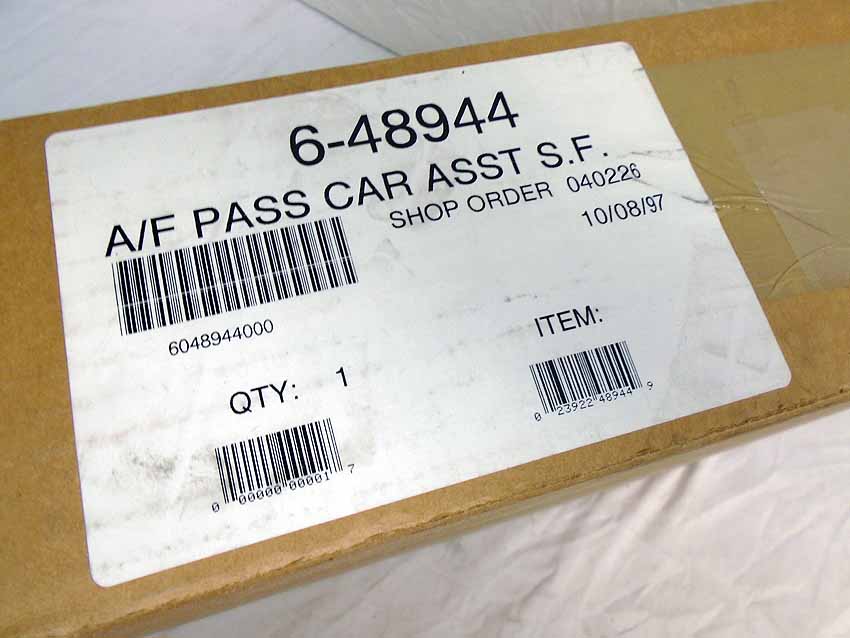 6-48944
A/F PASS CAR ASST S.F.
SHOP ORDER 040226
10/08/97
6048944000
ITEM:
0 23922 48944 9
QTY: 1
0 00000 00001 7